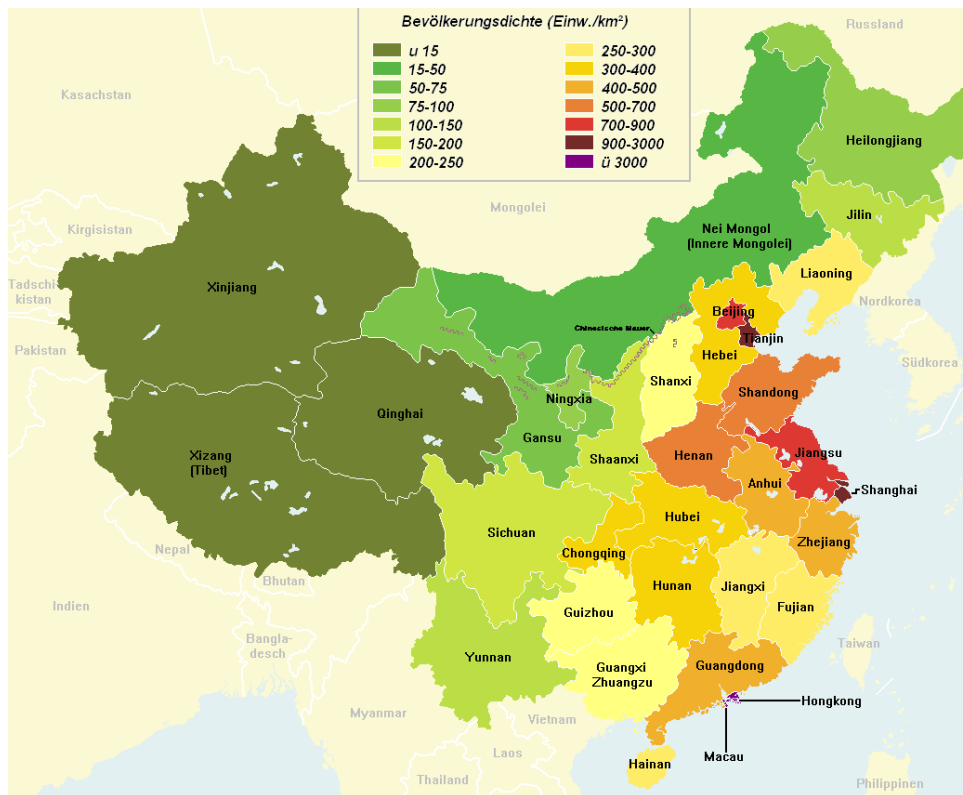 Bevölkerungsdichte (Einw./km²)
u 15
15-50
50-75
75-100
100-150
150-200
200-250
250-300
300-400
400-500
500-700
700-900
900-3000
ü 3000
Russland
Kasachstan
Mongolei
Kirgisistan
Tadschi-
kistan
Pakistan
Nepal
Bhutan
Indien
Bangla-
desch
Myanmar
Laos
Thailand
Vietnam
Philippinen
Taiwan
Nordkorea
Südkorea
Heilongjiang
Jilin
Liaoning
Nei Mongol
(Innere Mongolei)
Xinjiang
Chinesische Mauer
Beijing
Tianjin
Hebei
Shanxi
Shandong
Qinghai
Ningxia
Gansu
Shaanxi
Henan
Jiangsu
Anhui
Shanghai
Xizang
(Tibet)
Sichuan
Chongqing
Hubei
Zhejiang
Hunan
Jiangxi
Fujian
Guizhou
Yunnan
Guangxi
Zhuangzu
Guangdong
Hongkong
Macau
Hainan